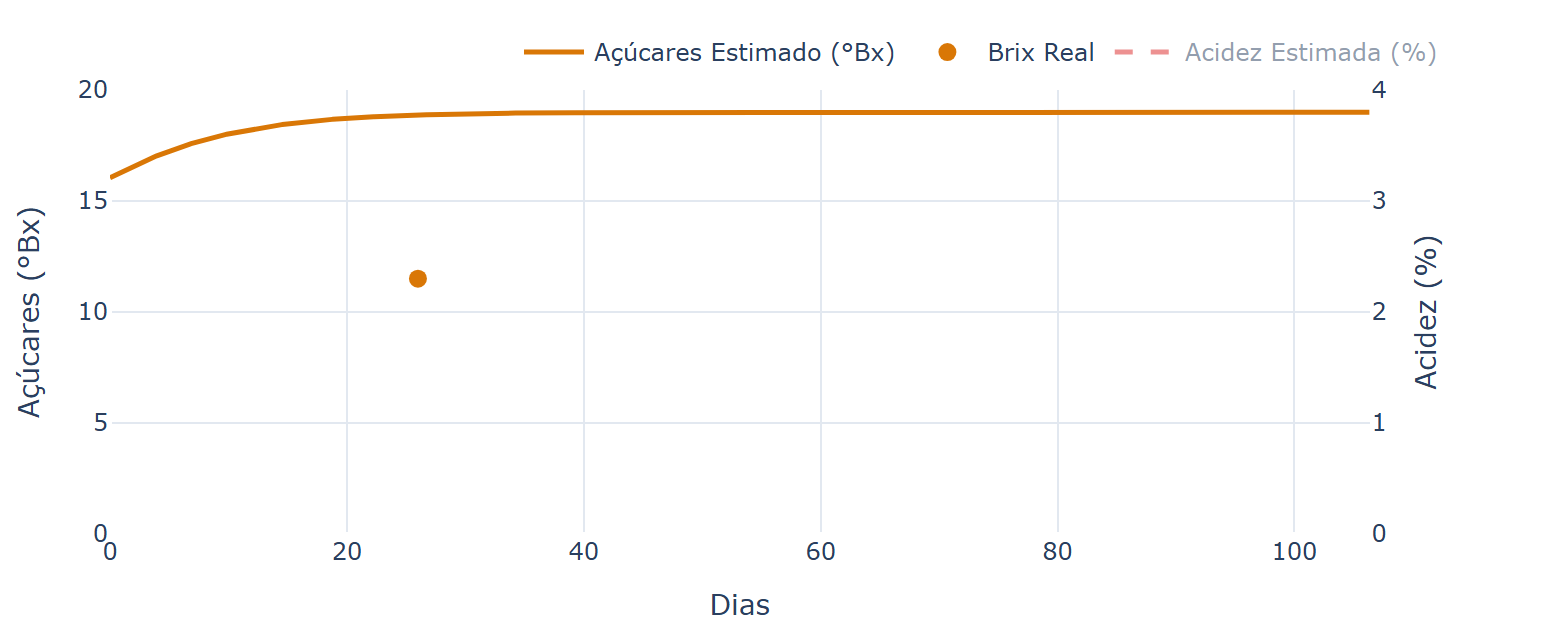 Açúcares Estimado (°Bx) Brix Real Acidez Estimada (%)
20 4
15 3
10 2
5 1
0 0
Açúcares (°Bx)
Acidez (%)
0 20 40 60 80 100
Dias